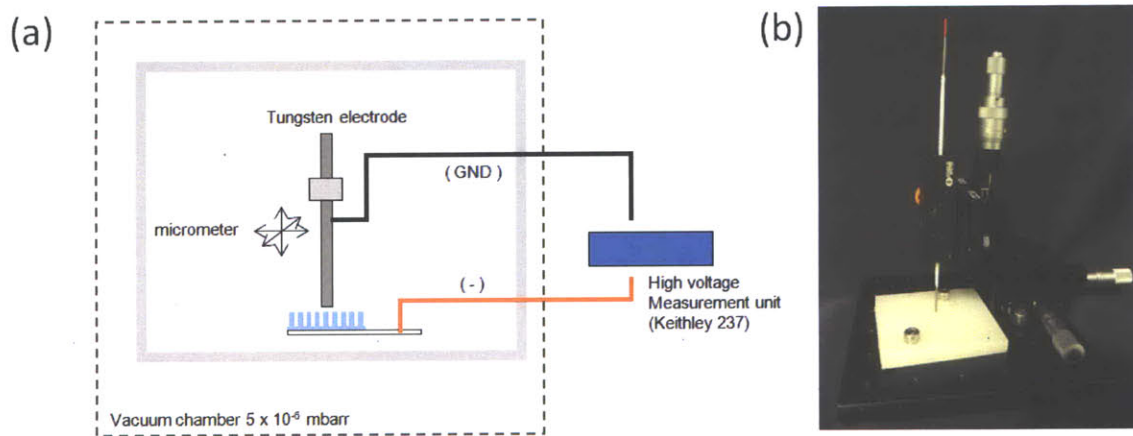 (a)
Tungsten electrode
( GND )
micrometer
( - )
High voltage
Measurement unit
(Keithley 237)
Vacuum chamber 5 x 10⁻⁶ mbarr
(b)